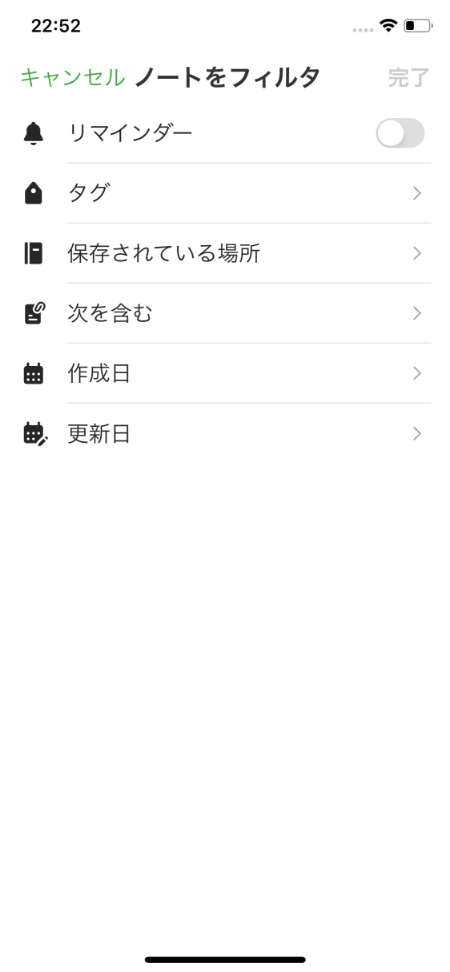 22:52
キャンセル ノートをフィルタ 完了
リマインダー
タグ
保存されている場所
次を含む
作成日
更新日